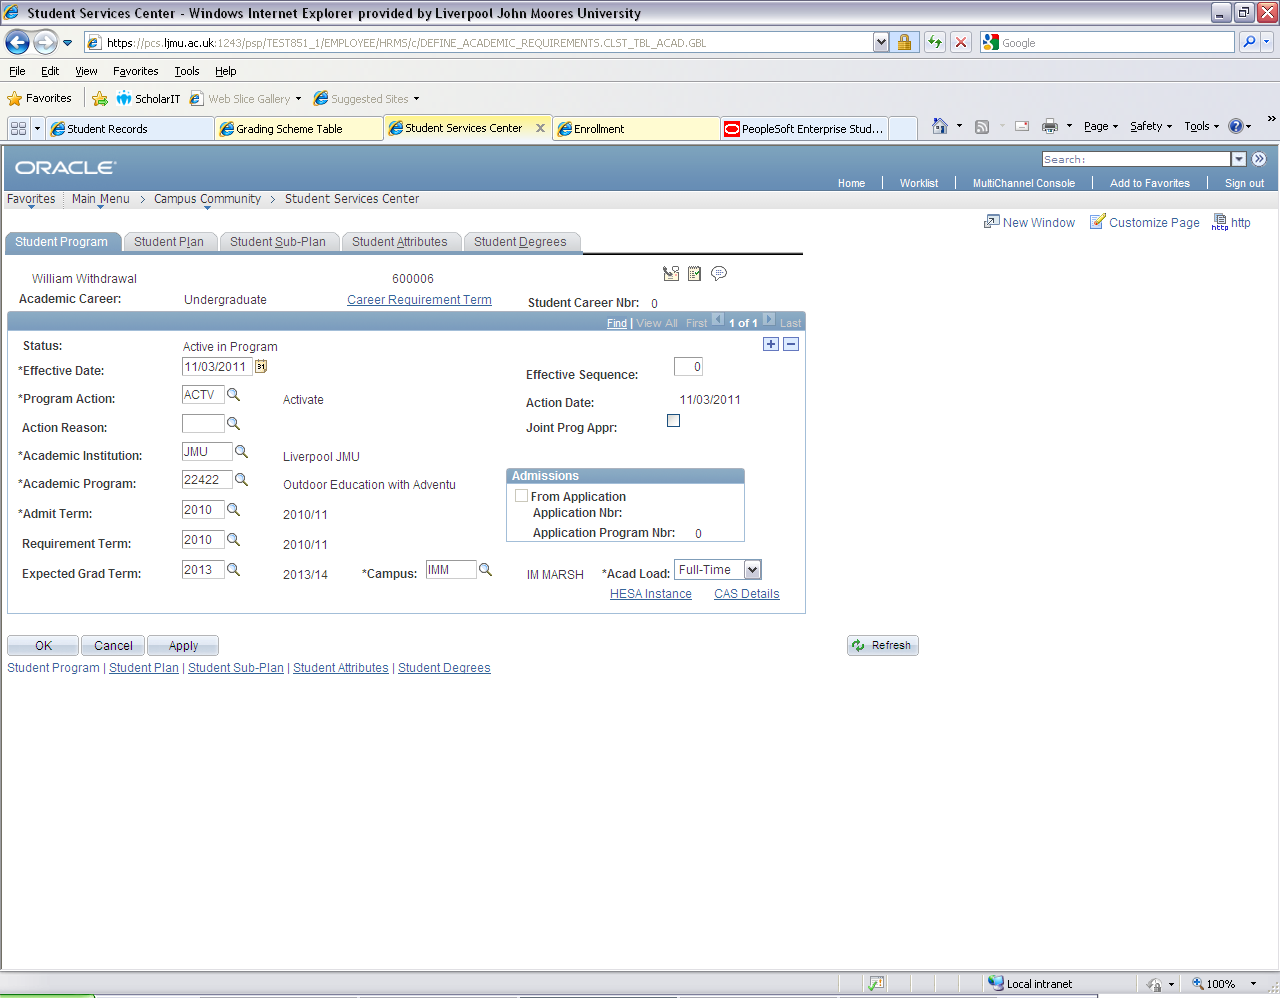 Student Services Center - Windows Internet Explorer provided by Liverpool John Moores University
https://pcs.ljmu.ac.uk:1243/psp/TEST851_1/EMPLOYEE/HRMS/c/DEFINE_ACADEMIC_REQUIREMENTS.CLST_TBL_ACAD.GBL
Google
File Edit View Favorites Tools Help
Favorites ScholarIT Web Slice Gallery Suggested Sites
Student Records Grading Scheme Table Student Services Center Enrollment PeopleSoft Enterprise Stud... Page Safety Tools
ORACLE
Search:
Home Worklist MultiChannel Console Add to Favorites Sign out
Favorites Main Menu > Campus Community > Student Services Center
New Window Customize Page http
Student Program Student Plan Student Sub-Plan Student Attributes Student Degrees
William Withdrawal 600006
Academic Career: Undergraduate Career Requirement Term Student Career Nbr: 0
Find | View All First 1 of 1 Last
Status: Active in Program
*Effective Date: 11/03/2011 31 Effective Sequence: 0
*Program Action: ACTV Activate Action Date: 11/03/2011
Action Reason: Joint Prog Appr:
*Academic Institution: JMU Liverpool JMU
*Academic Program: 22422 Outdoor Education with Adventu
Admissions
From Application
Application Nbr:
Application Program Nbr: 0
*Admit Term: 2010 2010/11
Requirement Term: 2010 2010/11
Expected Grad Term: 2013 2013/14 *Campus: IMM IM MARSH *Acad Load: Full-Time
HESA Instance CAS Details
OK Cancel Apply Refresh
Student Program | Student Plan | Student Sub-Plan | Student Attributes | Student Degrees
Local intranet 100%